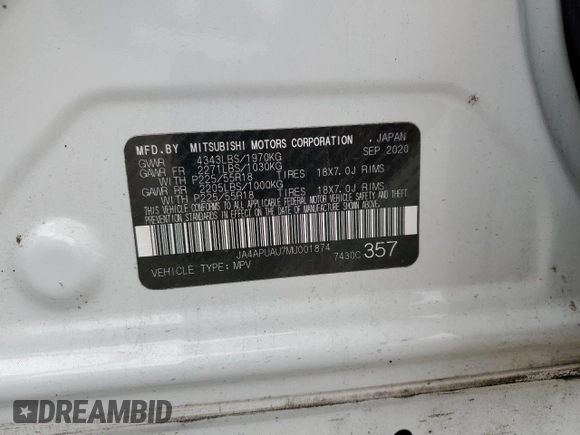 MFD.BY MITSUBISHI MOTORS CORPORATION . JAPAN
GVWR 4343LBS/1970KG SEP 2020
GAWR FR 2271LBS/1030KG
WITH P225/55R18 TIRES 18X7.0J RIMS
GAWR RR 2205LBS/1000KG
WITH P225/55R18 TIRES 18X7.0J RIMS
THIS VEHICLE CONFORMS TO ALL APPLICABLE FEDERAL MOTOR VEHICLE SAFETY AND THEFT PREVENTION STANDARDS IN EFFECT ON THE DATE OF MANUFACTURE SHOWN ABOVE.
JA4APUAU7MU001874
VEHICLE TYPE:MPV 7430C 357
DREAMBID